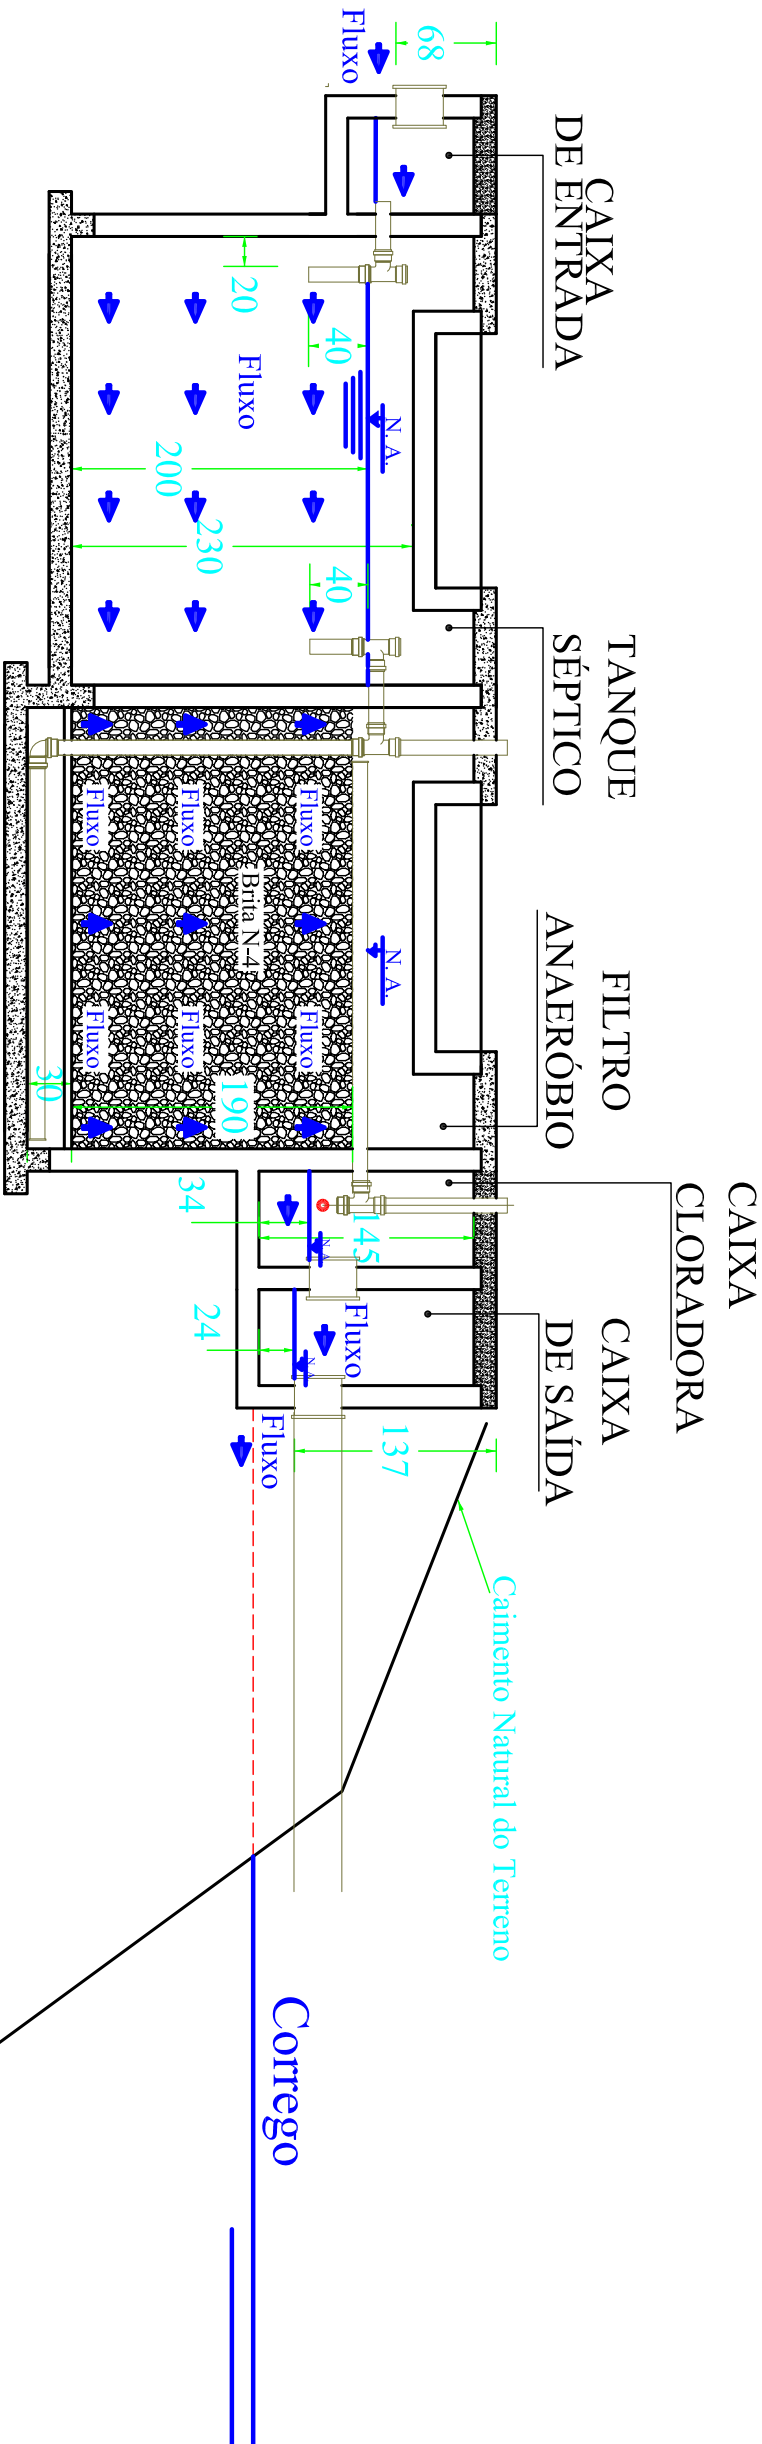 CAIXA
DE ENTRADA
TANQUE
SÉPTICO
FILTRO
ANAERÓBIO
CAIXA
CLORADORA
CAIXA
DE SAÍDA
68
Fluxo
20
40
Fluxo
N. A.
200
230
40
Fluxo
Fluxo
Fluxo
Brita N-4
N. A.
Fluxo
Fluxo
Fluxo
190
30
34
145
N. A.
24
Fluxo
N. A.
137
Fluxo
Caimento Natural do Terreno
Corrego